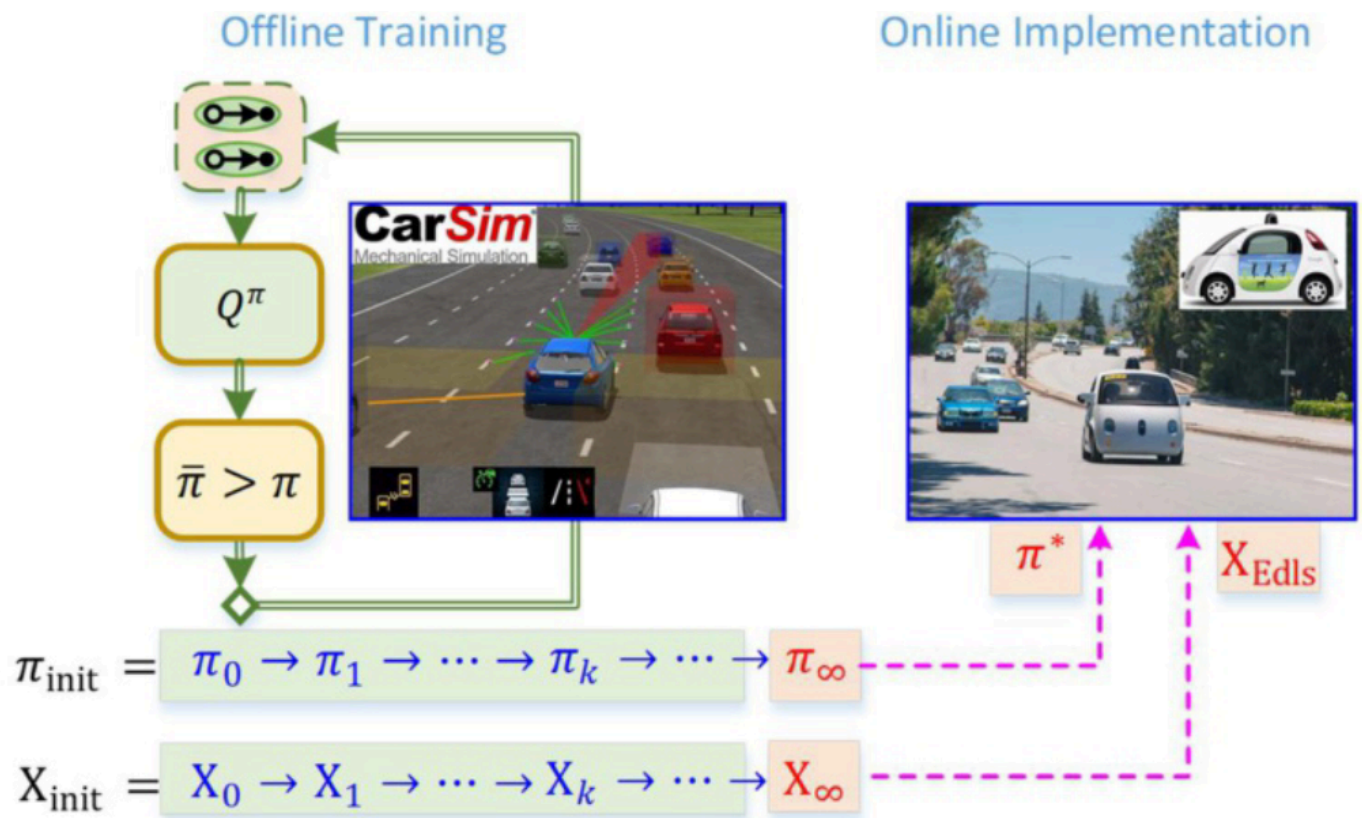 Offline Training
Online Implementation
CarSim
Mechanical Simulation
Q^π
π̄ > π
π*
X_Edls
π_init = π_0 → π_1 → ⋯ → π_k → ⋯ → π_∞
X_init = X_0 → X_1 → ⋯ → X_k → ⋯ → X_∞